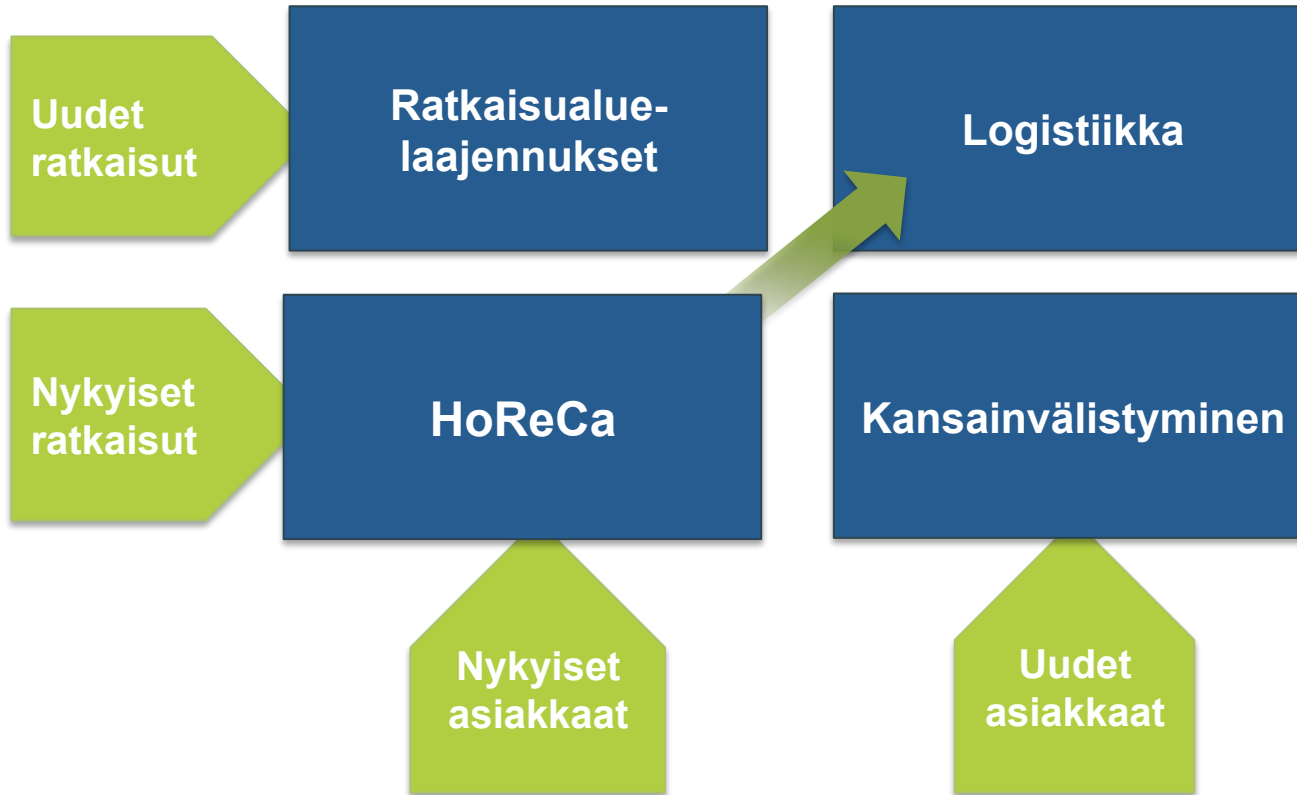 Uudet
ratkaisut
Ratkaisualue-
laajennukset
Logistiikka
Nykyiset
ratkaisut
HoReCa
Kansainvälistyminen
Nykyiset
asiakkaat
Uudet
asiakkaat